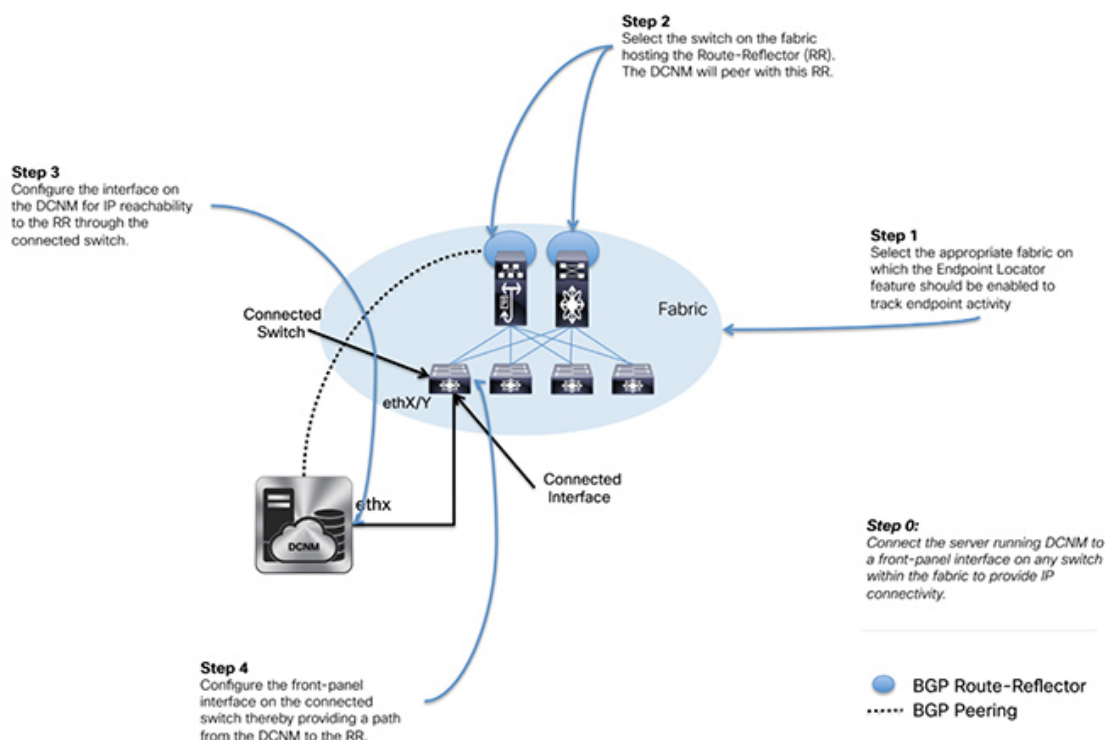 Step 2
Select the switch on the fabric
hosting the Route-Reflector (RR).
The DCNM will peer with this RR.
Step 3
Configure the interface on
the DCNM for IP reachability
to the RR through the
connected switch.
Step 1
Select the appropriate fabric on
which the Endpoint Locator
feature should be enabled to
track endpoint activity
Fabric
Connected
Switch
ethX/Y
Connected
Interface
ethx
DCNM
Step 0:
Connect the server running DCNM to
a front-panel interface on any switch
within the fabric to provide IP
connectivity.
Step 4
Configure the front-panel
interface on the connected
switch thereby providing a path
from the DCNM to the RR.
BGP Route-Reflector
BGP Peering